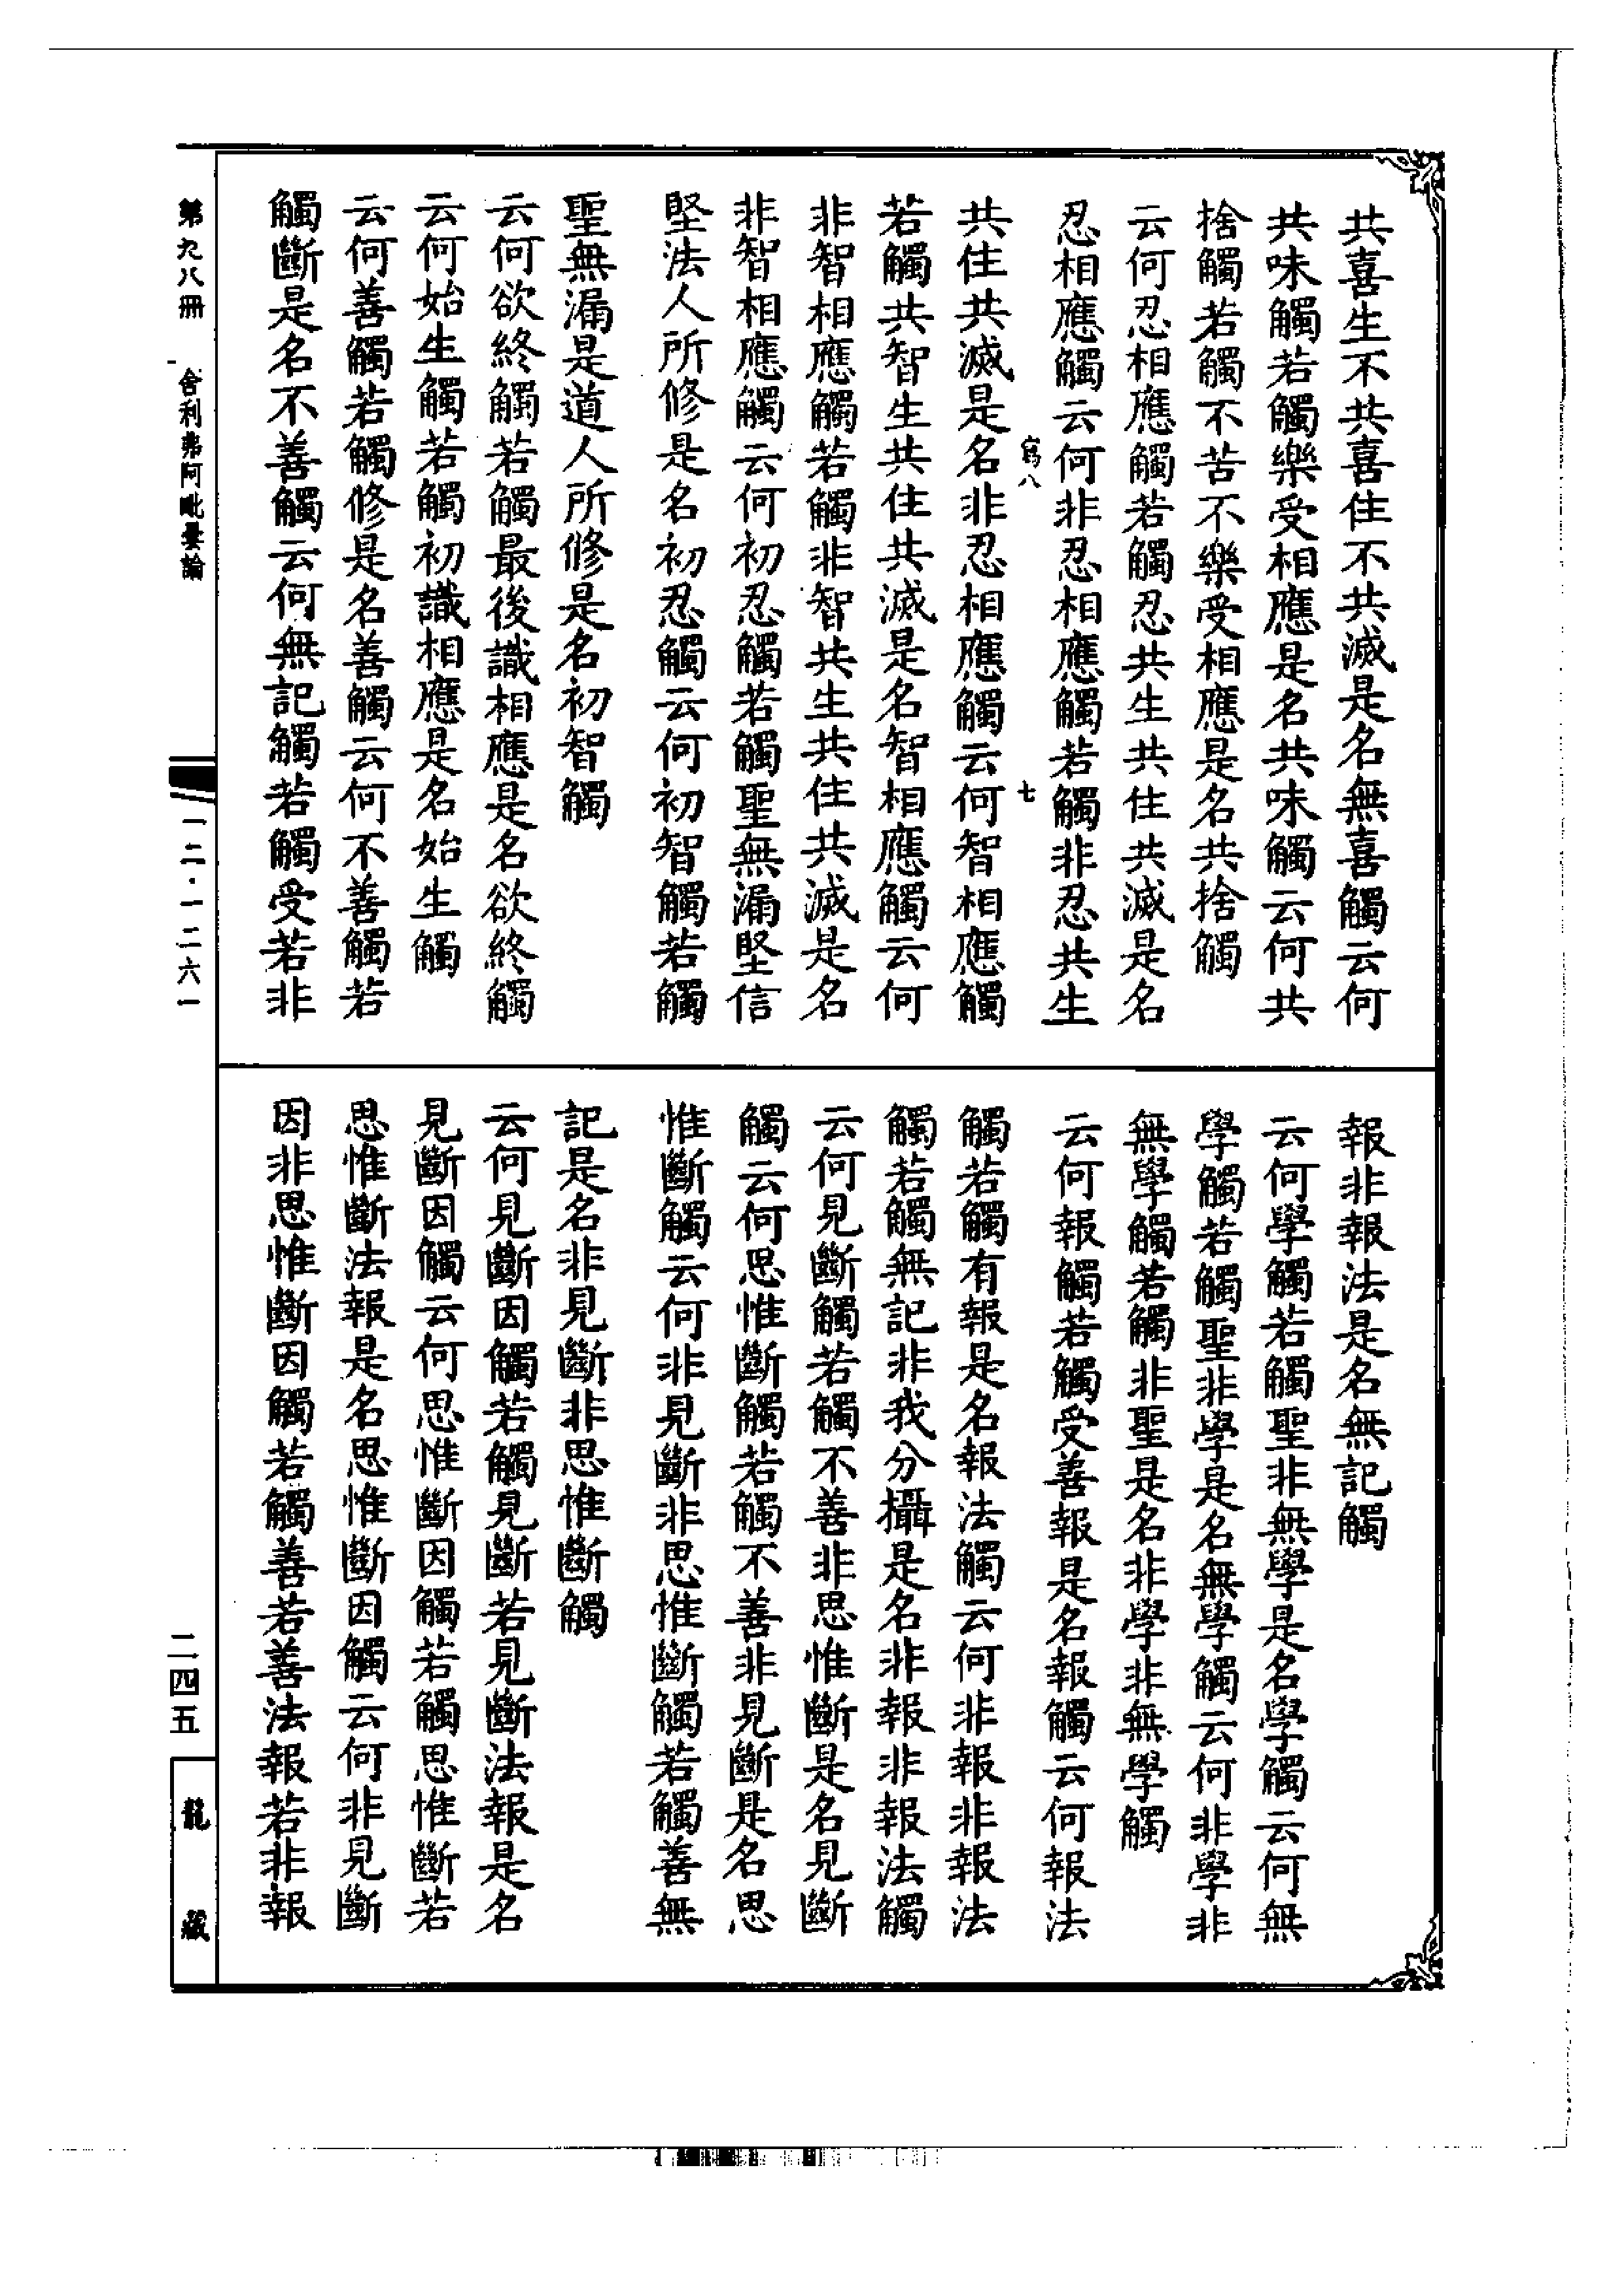 共喜生不共喜住不共滅是名無喜觸云何
共味觸若觸樂受相應是名共味觸云何共
捨觸若觸不苦不樂受相應是名共捨觸
云何忍相應觸若觸忍共生共住共滅是名
忍相應觸云何非忍相應觸若觸非忍共生
寫八 七
共住共滅是名非忍相應觸云何智相應觸
若觸共智生共住共滅是名智相應觸云何
非智相應觸若觸非智共生共住共滅是名
非智相應觸云何初忍觸若觸聖無漏堅信
堅法人所修是名初忍觸云何初智觸若觸
聖無漏是道人所修是名初智觸
云何欲終觸若觸最後識相應是名欲終觸
云何始生觸若觸初識相應是名始生觸
云何善觸若觸修是名善觸云何不善觸若
觸斷是名不善觸云何無記觸若觸受若非
報非報法是名無記觸
云何學觸若觸聖非無學是名學觸云何無
學觸若觸聖非學是名無學觸云何非學非
無學觸若觸非聖是名非學非無學觸
云何報觸若觸受善報是名報觸云何報法
觸若觸有報是名報法觸云何非報非報法
觸若觸無記非我分攝是名非報非報法觸
云何見斷觸若觸不善非思惟斷是名見斷
觸云何思惟斷觸若觸不善非見斷是名思
惟斷觸云何非見斷非思惟斷觸若觸善無
記是名非見斷非思惟斷觸
云何見斷因觸若觸見斷若見斷法報是名
見斷因觸云何思惟斷因觸若觸思惟斷若
思惟斷法報是名思惟斷因觸云何非見斷
因非思惟斷因觸若觸善若善法報若非報
第九八冊 舍利弗阿毗曇論
一二·一二六一
二四五
龍藏